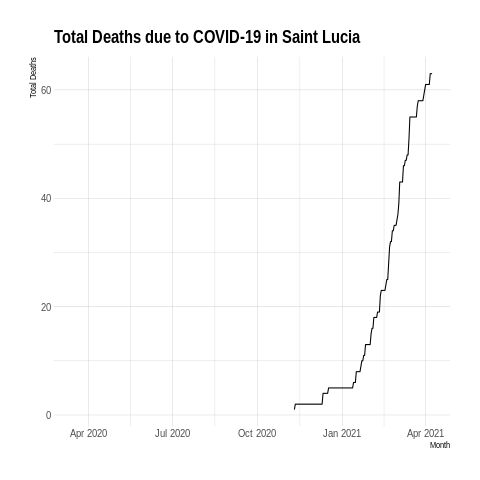 Total Deaths due to COVID-19 in Saint Lucia
Total Deaths
60
40
20
0
Apr 2020 Jul 2020 Oct 2020 Jan 2021 Apr 2021
Month